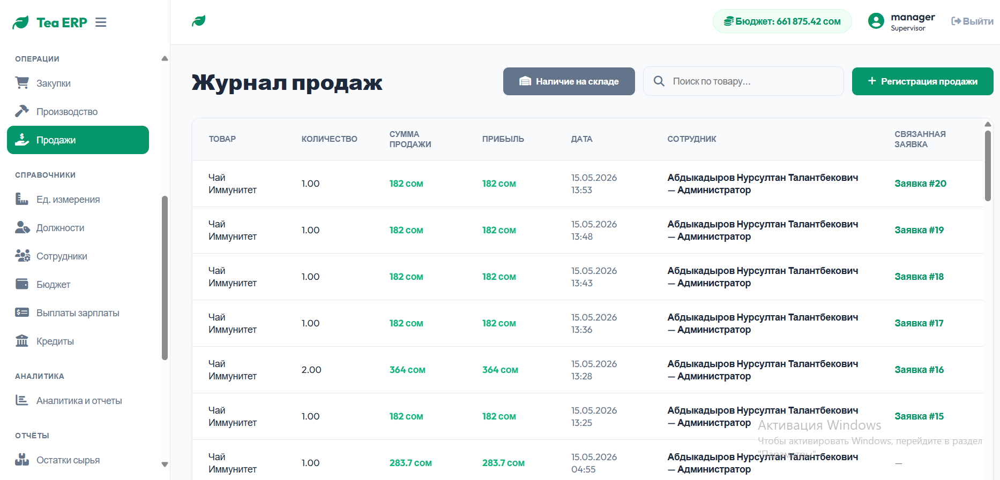 Tea ERP
Бюджет: 661 875.42 сом
manager
Supervisor
Выйти
ОПЕРАЦИИ
Закупки
Производство
Продажи
СПРАВОЧНИКИ
Ед. измерения
Должности
Сотрудники
Бюджет
Выплаты зарплаты
Кредиты
АНАЛИТИКА
Аналитика и отчеты
ОТЧЁТЫ
Остатки сырья
Журнал продаж
Наличие на складе
Поиск по товару...
+ Регистрация продажи
ТОВАР КОЛИЧЕСТВО СУММА ПРОДАЖИ ПРИБЫЛЬ ДАТА СОТРУДНИК СВЯЗАННАЯ ЗАЯВКА
Чай Иммунитет 1.00 182 сом 182 сом 15.05.2026 13:53 Абдыкадыров Нурсултан Талантбекович — Администратор Заявка #20
Чай Иммунитет 1.00 182 сом 182 сом 15.05.2026 13:48 Абдыкадыров Нурсултан Талантбекович — Администратор Заявка #19
Чай Иммунитет 1.00 182 сом 182 сом 15.05.2026 13:43 Абдыкадыров Нурсултан Талантбекович — Администратор Заявка #18
Чай Иммунитет 1.00 182 сом 182 сом 15.05.2026 13:36 Абдыкадыров Нурсултан Талантбекович — Администратор Заявка #17
Чай Иммунитет 2.00 364 сом 364 сом 15.05.2026 13:28 Абдыкадыров Нурсултан Талантбекович — Администратор Заявка #16
Чай Иммунитет 1.00 182 сом 182 сом 15.05.2026 13:25 Абдыкадыров Нурсултан Талантбекович — Администратор Заявка #15
Чай Иммунитет 1.00 283.7 сом 283.7 сом 15.05.2026 04:55 Абдыкадыров Нурсултан Талантбекович — Администратор —
Активация Windows
Чтобы активировать Windows, перейдите в раздел
"Параметры"